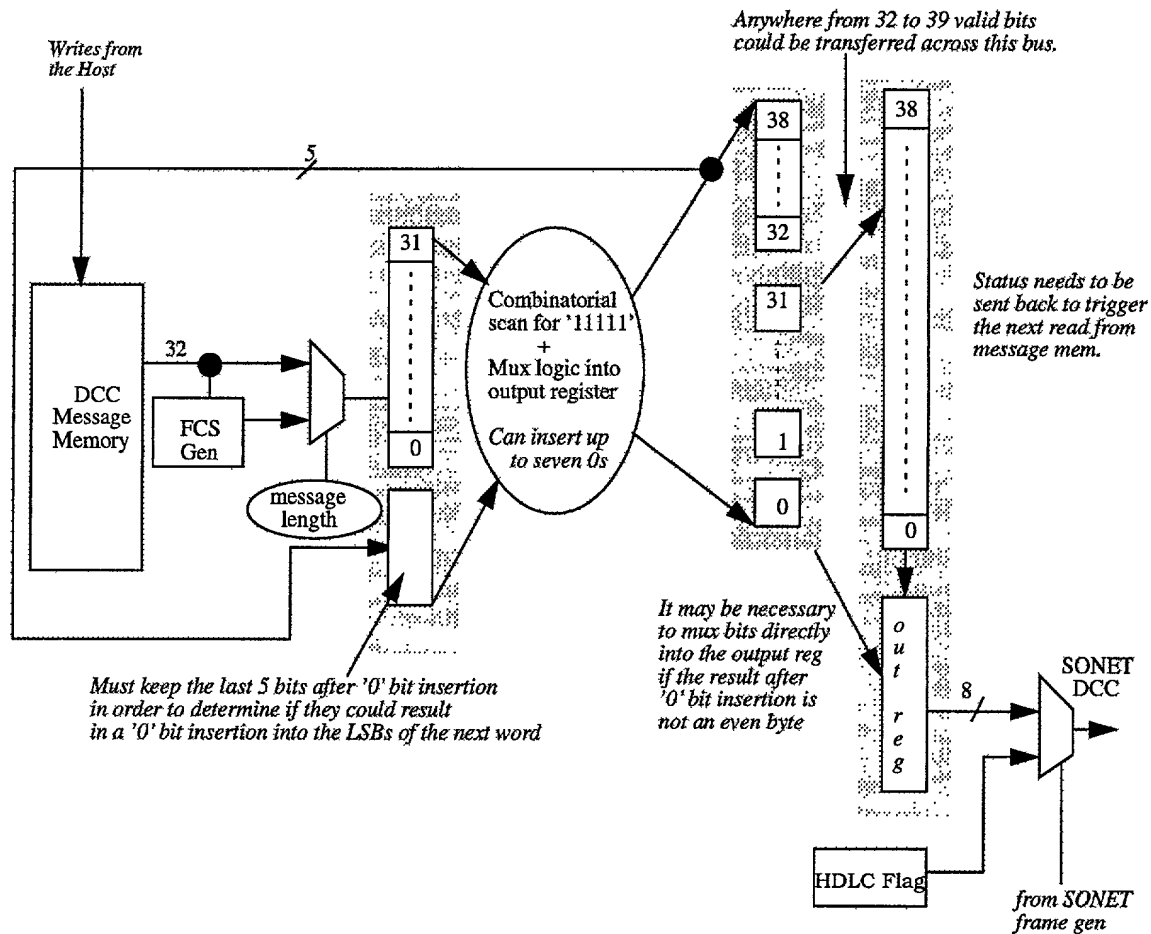 Anywhere from 32 to 39 valid bits
could be transferred across this bus.
Writes from
the Host
5
38
32
31
1
0
38
0
31
0
Combinatorial
scan for '11111'
+
Mux logic into
output register
Can insert up
to seven 0s
Status needs to be
sent back to trigger
the next read from
message mem.
32
DCC
Message
Memory
FCS
Gen
message
length
It may be necessary
to mux bits directly
into the output reg
if the result after
'0' bit insertion is
not an even byte
out reg
8
SONET
DCC
Must keep the last 5 bits after '0' bit insertion
in order to determine if they could result
in a '0' bit insertion into the LSBs of the next word
HDLC Flag
from SONET
frame gen